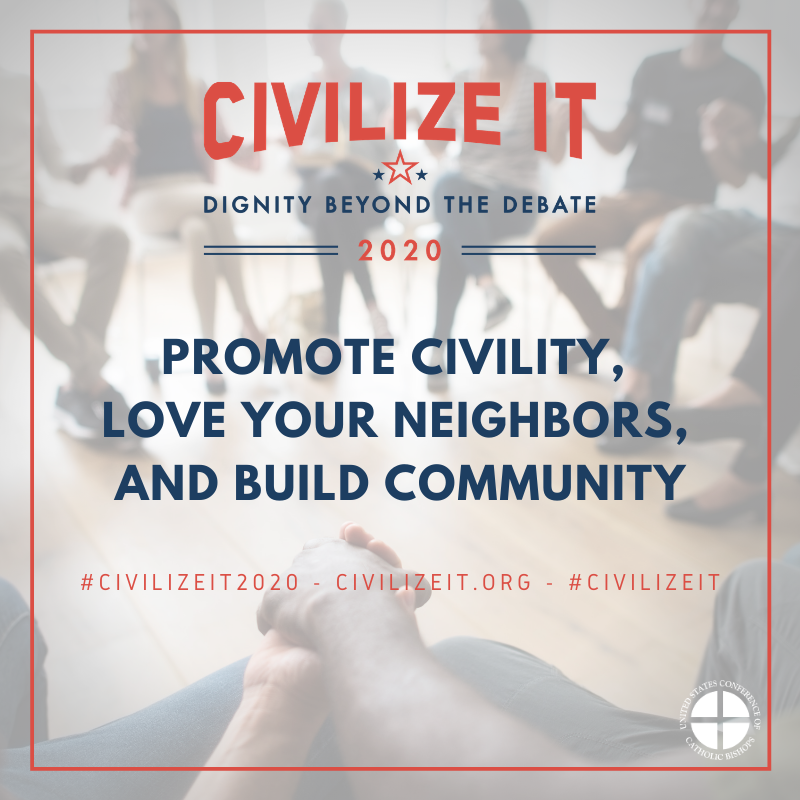 CIVILIZE IT
DIGNITY BEYOND THE DEBATE
2020
PROMOTE CIVILITY,
LOVE YOUR NEIGHBORS,
AND BUILD COMMUNITY
#CIVILIZEIT2020 - CIVILIZEIT.ORG - #CIVILIZEIT
UNITED STATES CONFERENCE OF
CATHOLIC BISHOPS